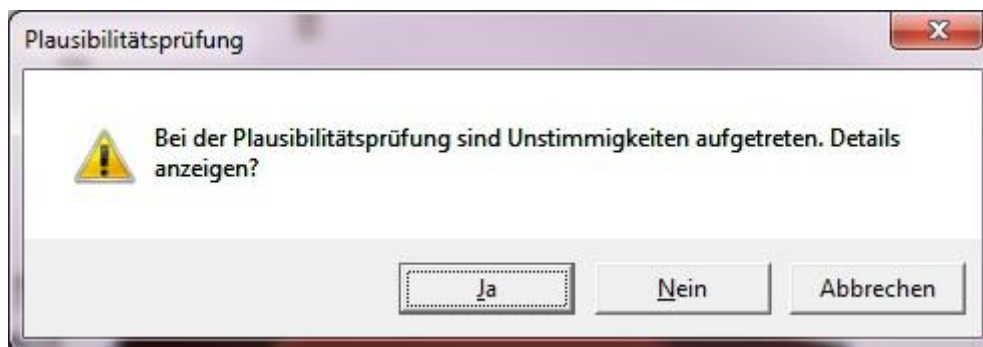 Plausibilitätsprüfung
Bei der Plausibilitätsprüfung sind Unstimmigkeiten aufgetreten. Details
anzeigen?
Ja
Nein
Abbrechen